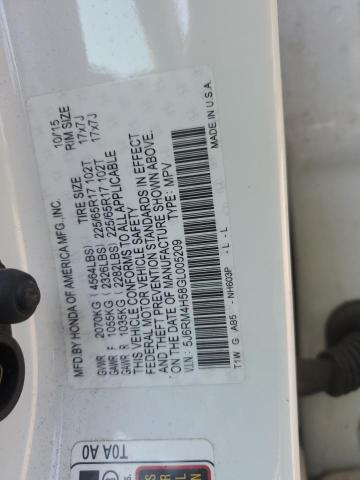 MFD.BY HONDA OF AMERICA MFG.,INC. 10/15
TIRE SIZE RIM SIZE
GVWR 2070KG (4564LBS)
GAWR F 1055KG (2326LBS) 225/65R17 102T 17x7J
GAWR R 1035KG (2282LBS) 225/65R17 102T 17x7J
THIS VEHICLE CONFORMS TO ALL APPLICABLE
FEDERAL MOTOR VEHICLE SAFETY
AND THEFT PREVENTION STANDARDS IN EFFECT
ON THE DATE OF MANUFACTURE SHOWN ABOVE.
V.I.N.: 5J6RM4H58GL005209 TYPE: MPV
T1W G AB5 - NH603P - L - L MADE IN U.S.A.
T0A A0